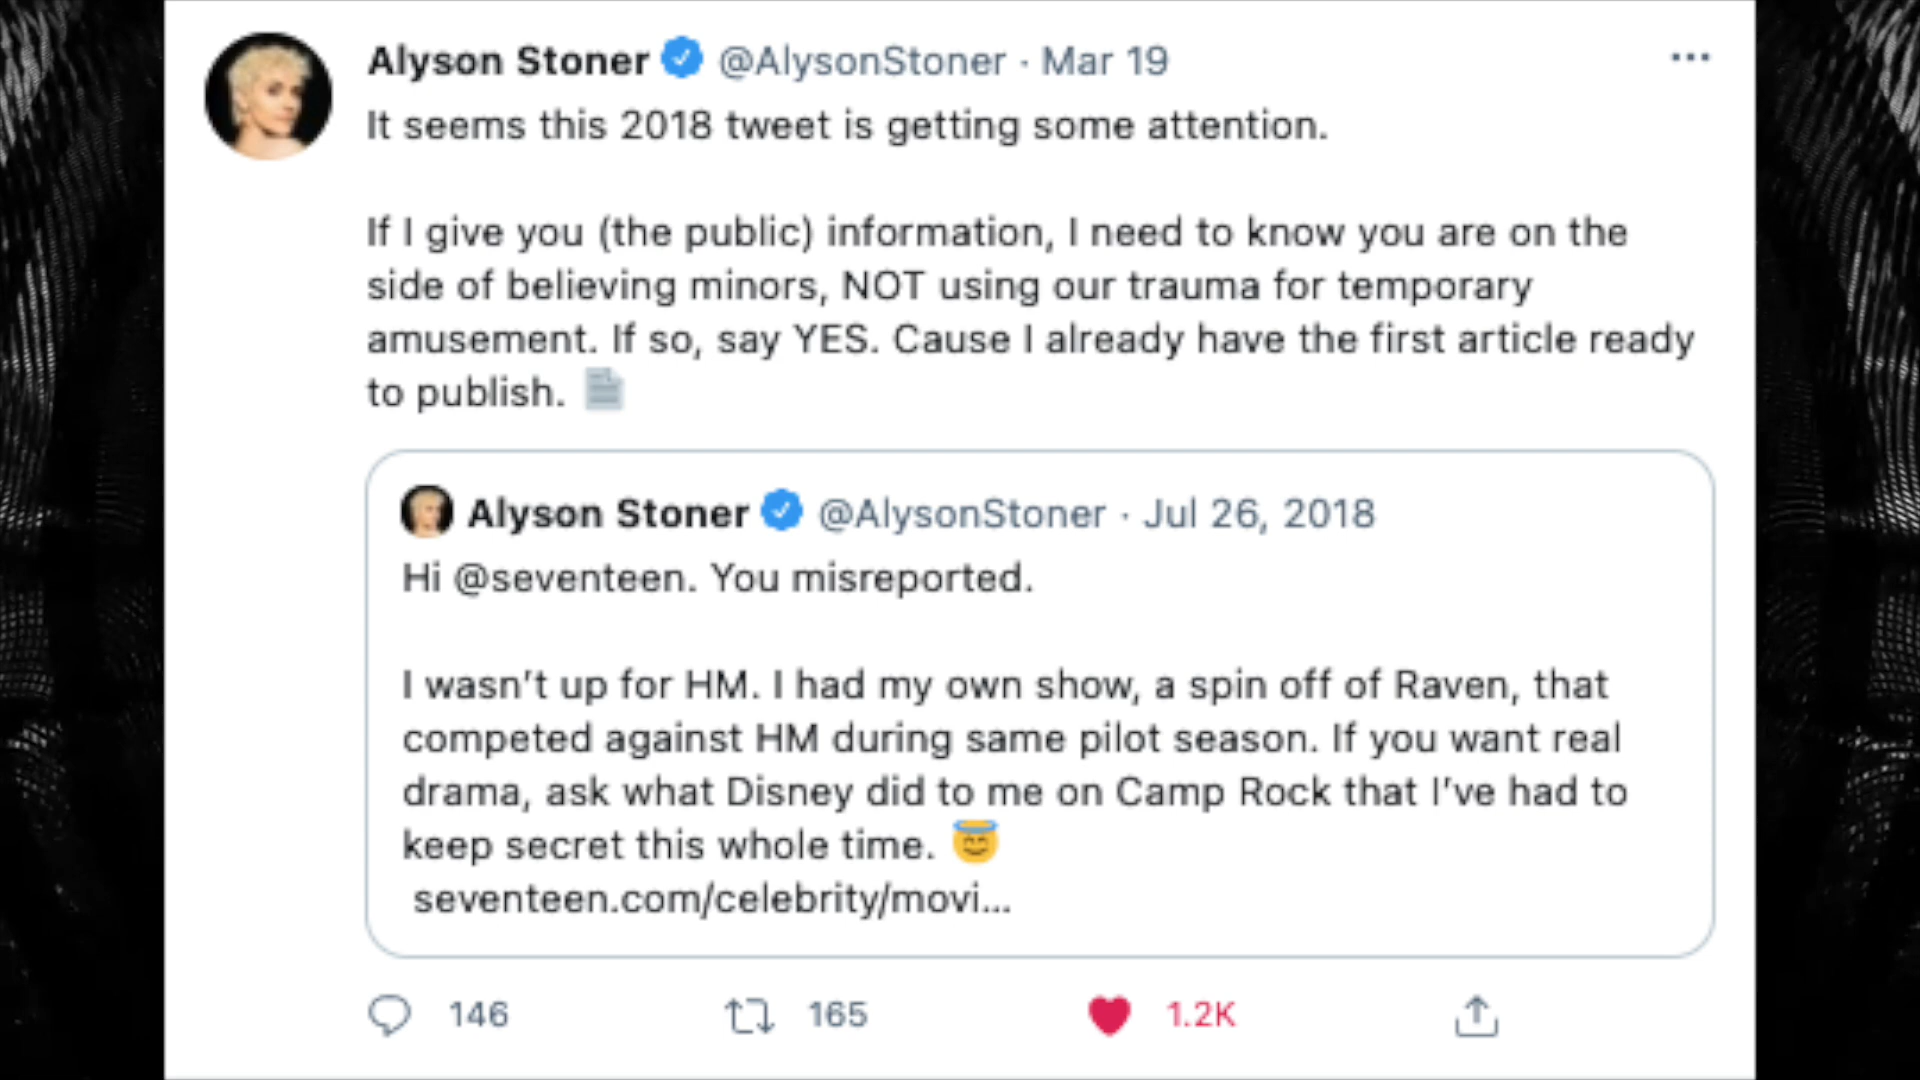 Alyson Stoner @AlysonStoner · Mar 19
It seems this 2018 tweet is getting some attention.
If I give you (the public) information, I need to know you are on the
side of believing minors, NOT using our trauma for temporary
amusement. If so, say YES. Cause I already have the first article ready
to publish.
Alyson Stoner @AlysonStoner · Jul 26, 2018
Hi @seventeen. You misreported.
I wasn't up for HM. I had my own show, a spin off of Raven, that
competed against HM during same pilot season. If you want real
drama, ask what Disney did to me on Camp Rock that I've had to
keep secret this whole time. 😇
seventeen.com/celebrity/movi...
146 165 1.2K